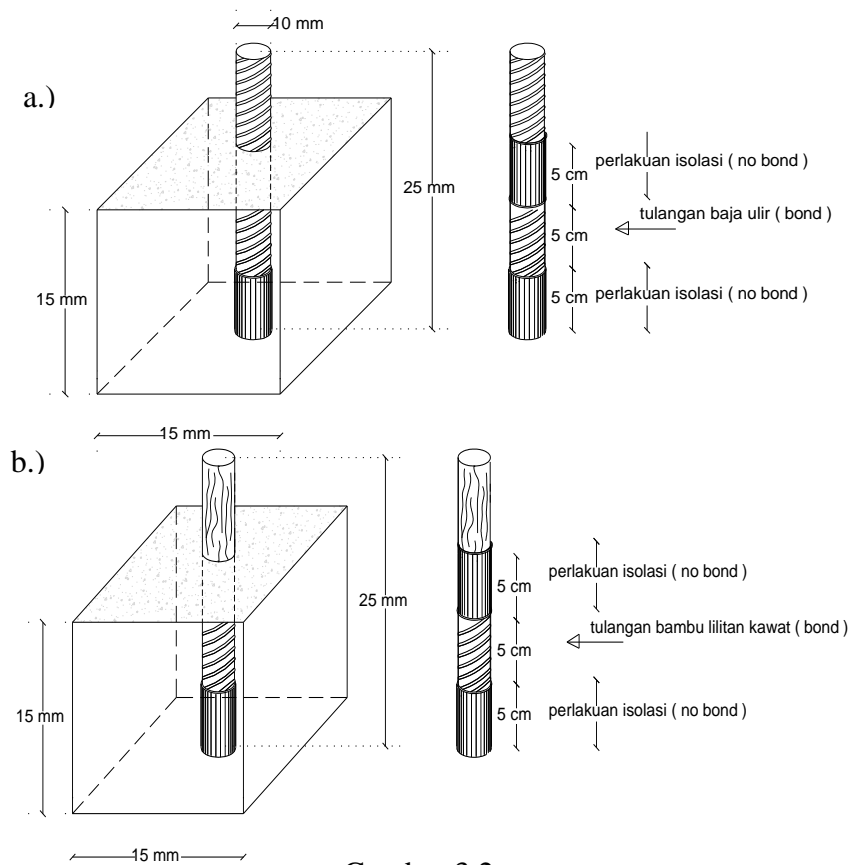 10 mm
a.)
25 mm
15 mm
15 mm
5 cm
perlakuan isolasi ( no bond )
5 cm
tulangan baja ulir ( bond )
5 cm
perlakuan isolasi ( no bond )
b.)
25 mm
15 mm
15 mm
5 cm
perlakuan isolasi ( no bond )
5 cm
tulangan bambu lilitan kawat ( bond )
5 cm
perlakuan isolasi ( no bond )